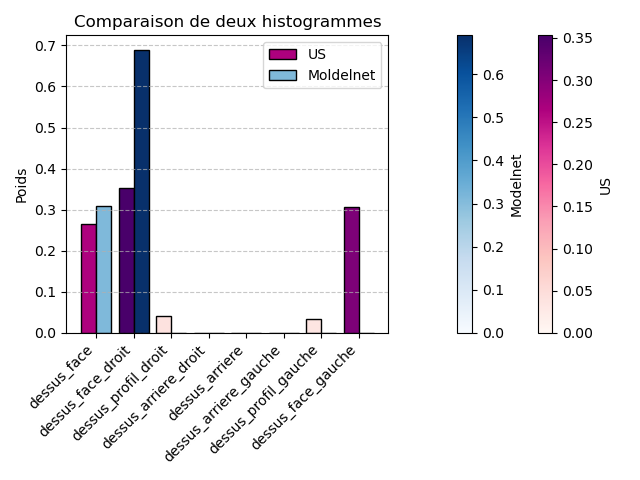 Comparaison de deux histogrammes
US
Moldelnet
Poids
0.7
0.6
0.5
0.4
0.3
0.2
0.1
0.0
dessus_face
dessus_face_droit
dessus_profil_droit
dessus_arriere_droit
dessus_arriere
dessus_arriere_gauche
dessus_profil_gauche
dessus_face_gauche
0.6
0.5
0.4
0.3
0.2
0.1
0.0
Modelnet
0.35
0.30
0.25
0.20
0.15
0.10
0.05
0.00
US